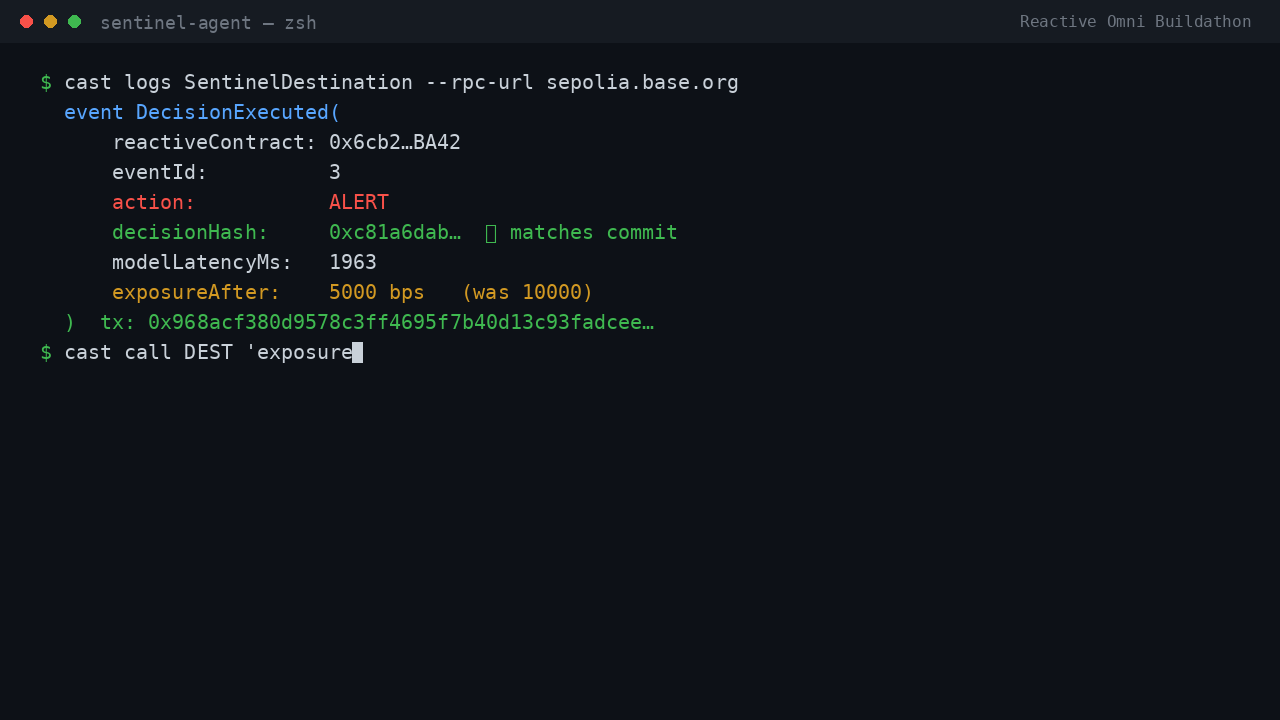 sentinel-agent — zsh
Reactive Omni Buildathon
$ cast logs SentinelDestination --rpc-url sepolia.base.org
event DecisionExecuted(
reactiveContract: 0x6cb2…BA42
eventId: 3
action: ALERT
decisionHash: 0xc81a6dab… ▯ matches commit
modelLatencyMs: 1963
exposureAfter: 5000 bps (was 10000)
) tx: 0x968acf380d9578c3ff4695f7b40d13c93fadcee…
$ cast call DEST 'exposure